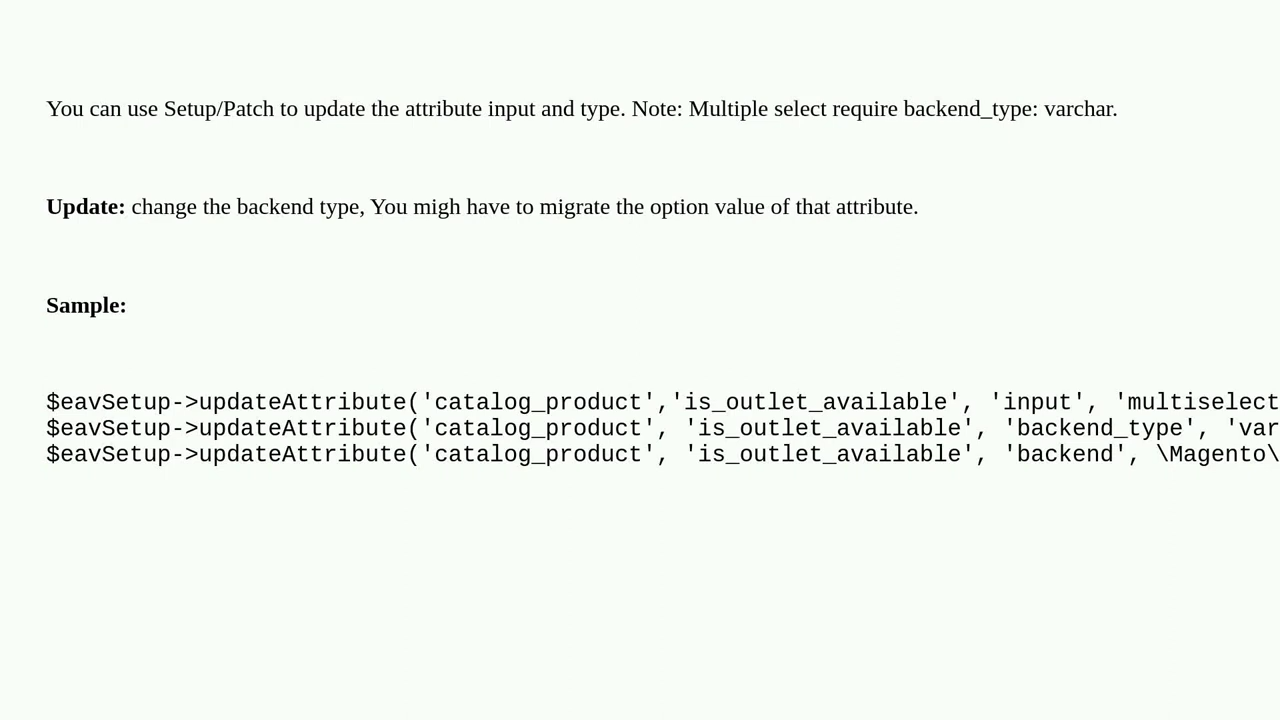 You can use Setup/Patch to update the attribute input and type. Note: Multiple select require backend_type: varchar.
Update: change the backend type, You migh have to migrate the option value of that attribute.
Sample:
$eavSetup->updateAttribute('catalog_product','is_outlet_available', 'input', 'multiselect
$eavSetup->updateAttribute('catalog_product', 'is_outlet_available', 'backend_type', 'var
$eavSetup->updateAttribute('catalog_product', 'is_outlet_available', 'backend', \Magento\